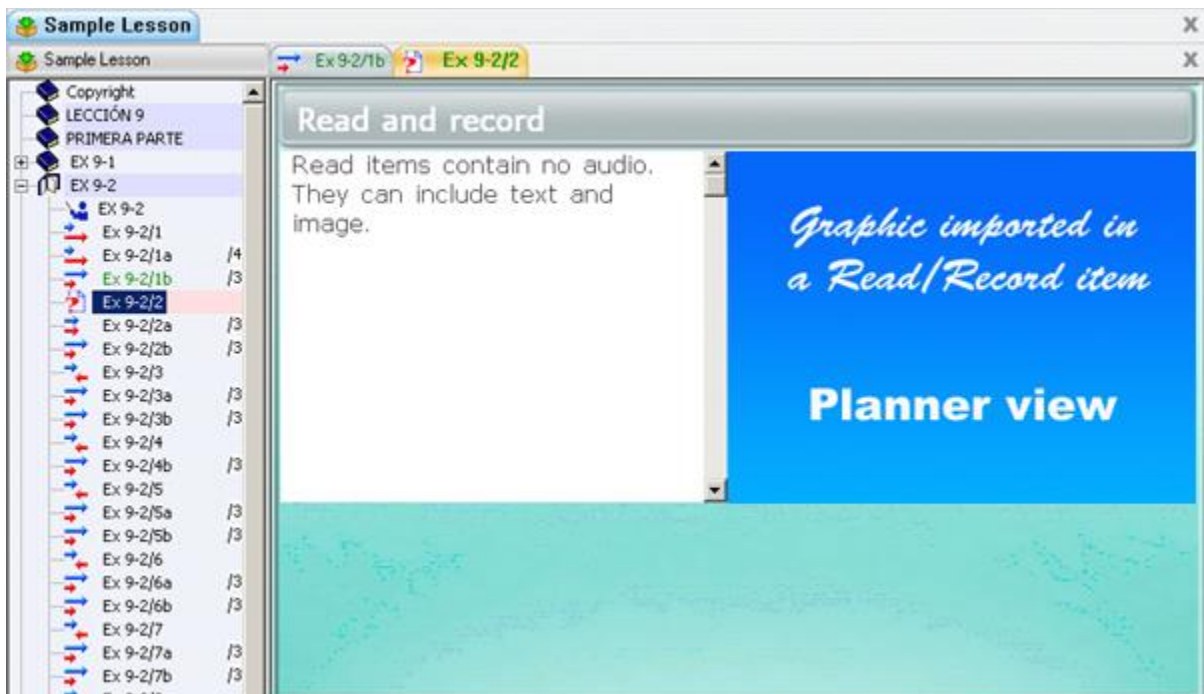 Sample Lesson
Sample Lesson
Ex 9-2/1b
Ex 9-2/2
Copyright
LECCIÓN 9
PRIMERA PARTE
EX 9-1
EX 9-2
EX 9-2
Ex 9-2/1
Ex 9-2/1a /4
Ex 9-2/1b /3
Ex 9-2/2
Ex 9-2/2a /3
Ex 9-2/2b /3
Ex 9-2/3
Ex 9-2/3a /3
Ex 9-2/3b /3
Ex 9-2/4
Ex 9-2/4b /3
Ex 9-2/5
Ex 9-2/5a /3
Ex 9-2/5b /3
Ex 9-2/6
Ex 9-2/6a /3
Ex 9-2/6b /3
Ex 9-2/7
Ex 9-2/7a /3
Ex 9-2/7b /3
Read and record
Read items contain no audio.
They can include text and
image.
Graphic imported in
a Read/Record item
Planner view